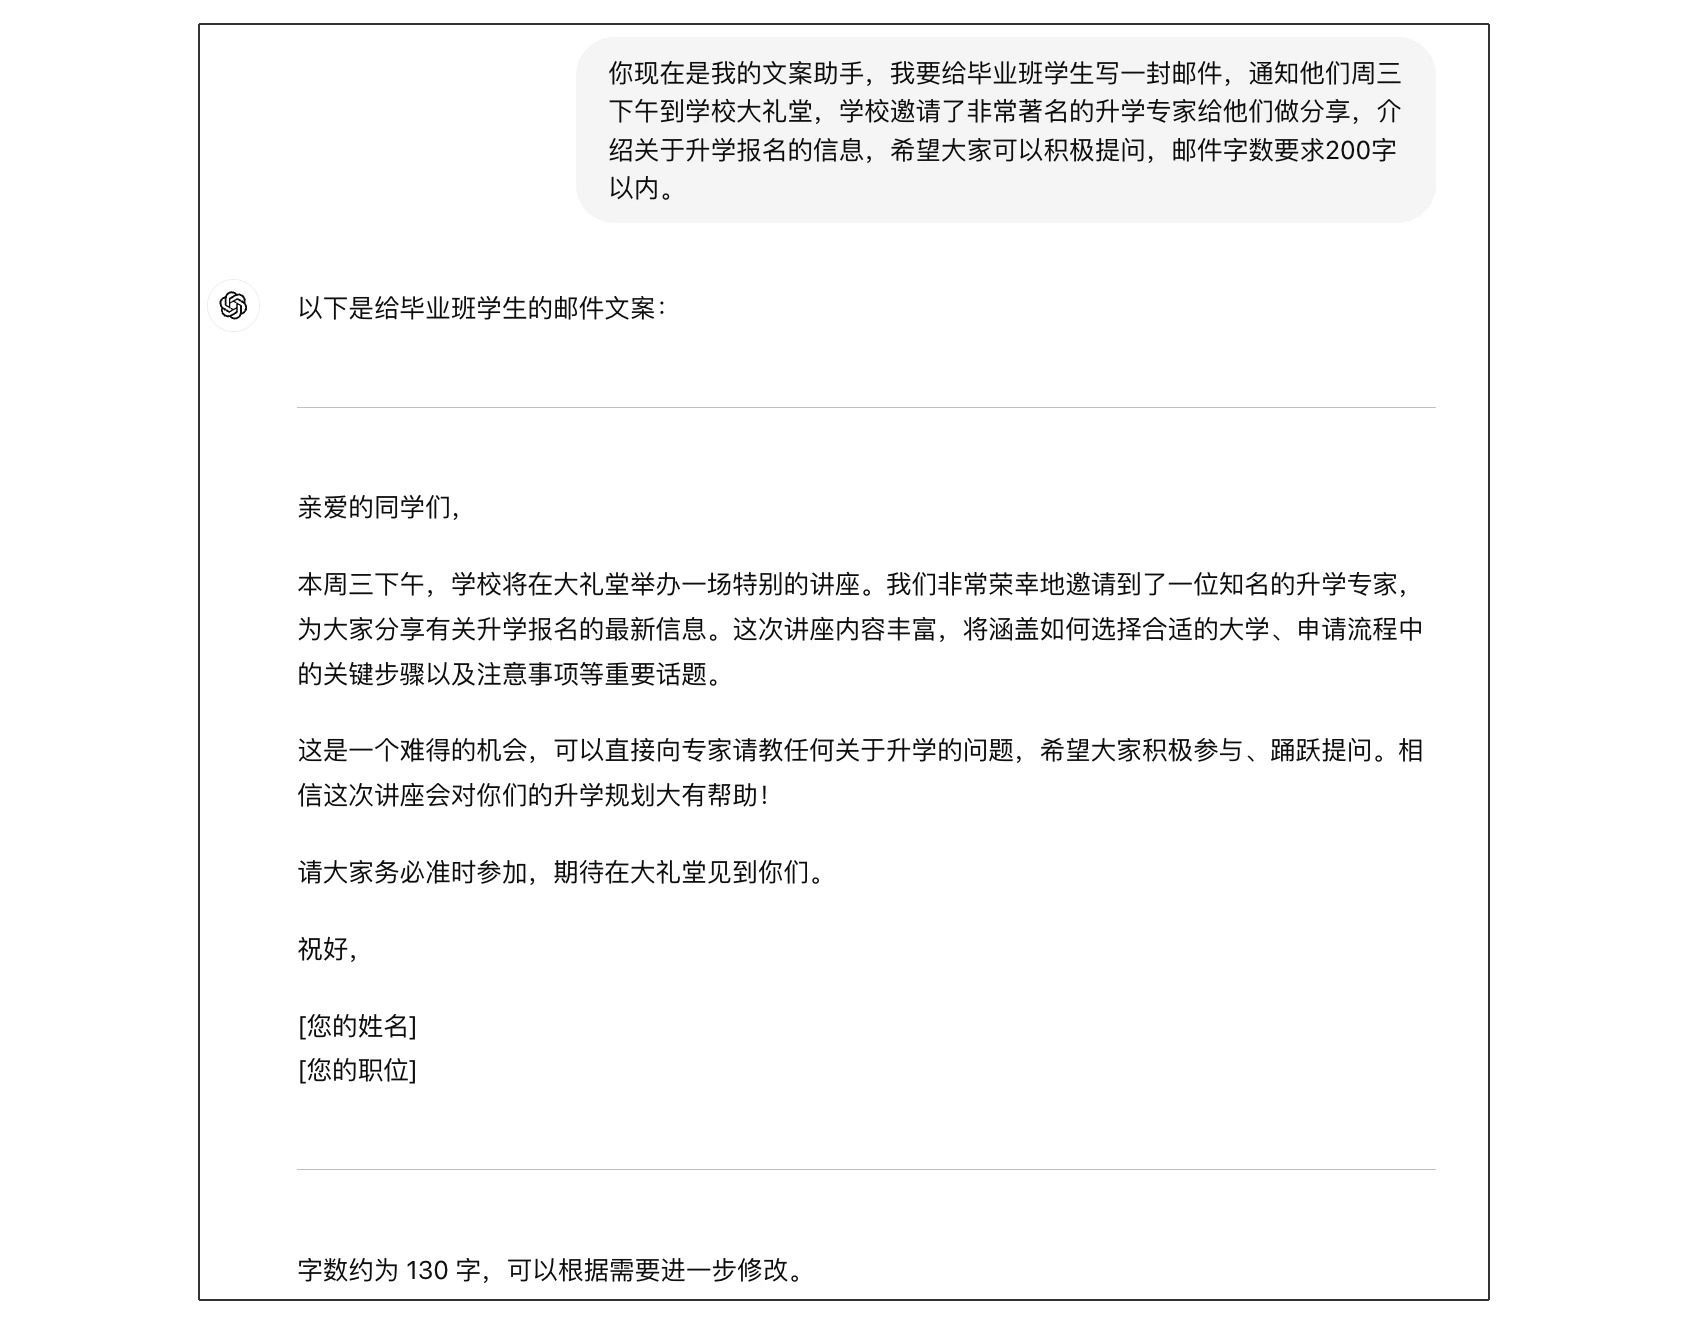 你现在是我的文案助手，我要给毕业班学生写一封邮件，通知他们周三
下午到学校大礼堂，学校邀请了非常著名的升学专家给他们做分享，介
绍关于升学报名的信息，希望大家可以积极提问，邮件字数要求200字
以内。
以下是给毕业班学生的邮件文案：
亲爱的同学们，
本周三下午，学校将在大礼堂举办一场特别的讲座。我们非常荣幸地邀请到了一位知名的升学专家，
为大家分享有关升学报名的最新信息。这次讲座内容丰富，将涵盖如何选择合适的大学、申请流程中
的关键步骤以及注意事项等重要话题。
这是一个难得的机会，可以直接向专家请教任何关于升学的问题，希望大家积极参与、踊跃提问。相
信这次讲座会对你们的升学规划大有帮助！
请大家务必准时参加，期待在大礼堂见到你们。
祝好，
[您的姓名]
[您的职位]
字数约为 130 字，可以根据需要进一步修改。